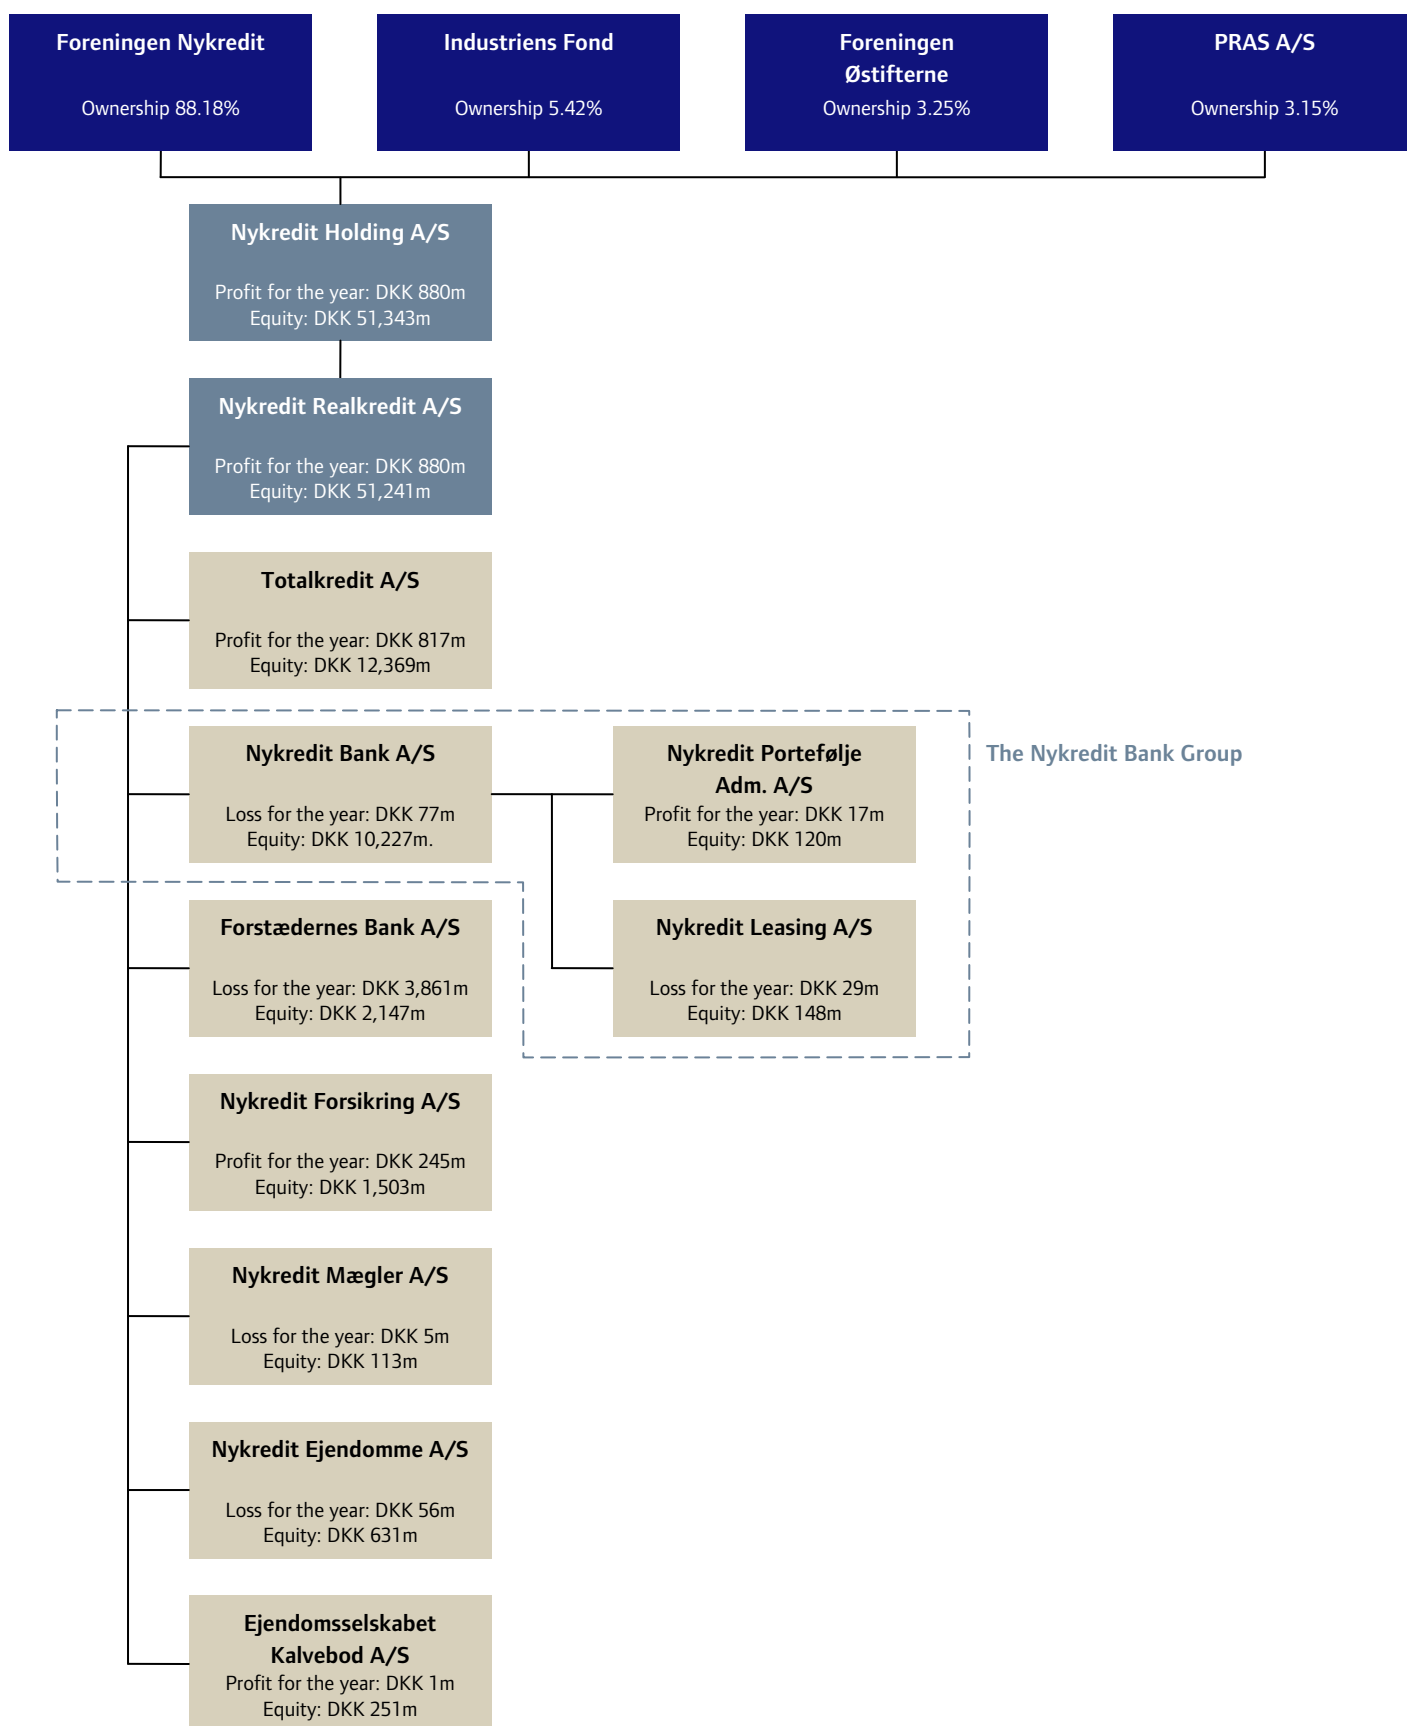 Foreningen Nykredit
Ownership 88.18%
Industriens Fond
Ownership 5.42%
Foreningen
Østifterne
Ownership 3.25%
PRAS A/S
Ownership 3.15%
Nykredit Holding A/S
Profit for the year: DKK 880m
Equity: DKK 51,343m
Nykredit Realkredit A/S
Profit for the year: DKK 880m
Equity: DKK 51,241m
Totalkredit A/S
Profit for the year: DKK 817m
Equity: DKK 12,369m
Nykredit Bank A/S
Loss for the year: DKK 77m
Equity: DKK 10,227m.
Nykredit Portefølje
Adm. A/S
Profit for the year: DKK 17m
Equity: DKK 120m
The Nykredit Bank Group
Forstædernes Bank A/S
Loss for the year: DKK 3,861m
Equity: DKK 2,147m
Nykredit Leasing A/S
Loss for the year: DKK 29m
Equity: DKK 148m
Nykredit Forsikring A/S
Profit for the year: DKK 245m
Equity: DKK 1,503m
Nykredit Mægler A/S
Loss for the year: DKK 5m
Equity: DKK 113m
Nykredit Ejendomme A/S
Loss for the year: DKK 56m
Equity: DKK 631m
Ejendomsselskabet
Kalvebod A/S
Profit for the year: DKK 1m
Equity: DKK 251m